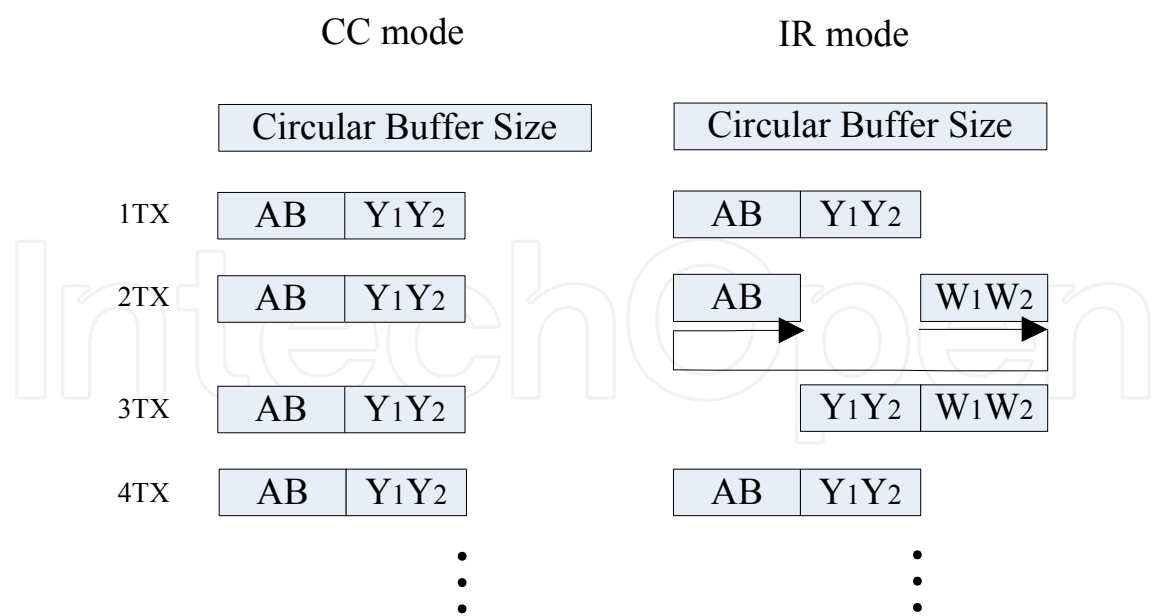 CC mode IR mode
Circular Buffer Size Circular Buffer Size
1TX AB Y1Y2 AB Y1Y2
2TX AB Y1Y2 AB W1W2
3TX AB Y1Y2 Y1Y2 W1W2
4TX AB Y1Y2 AB Y1Y2
IntechOpen